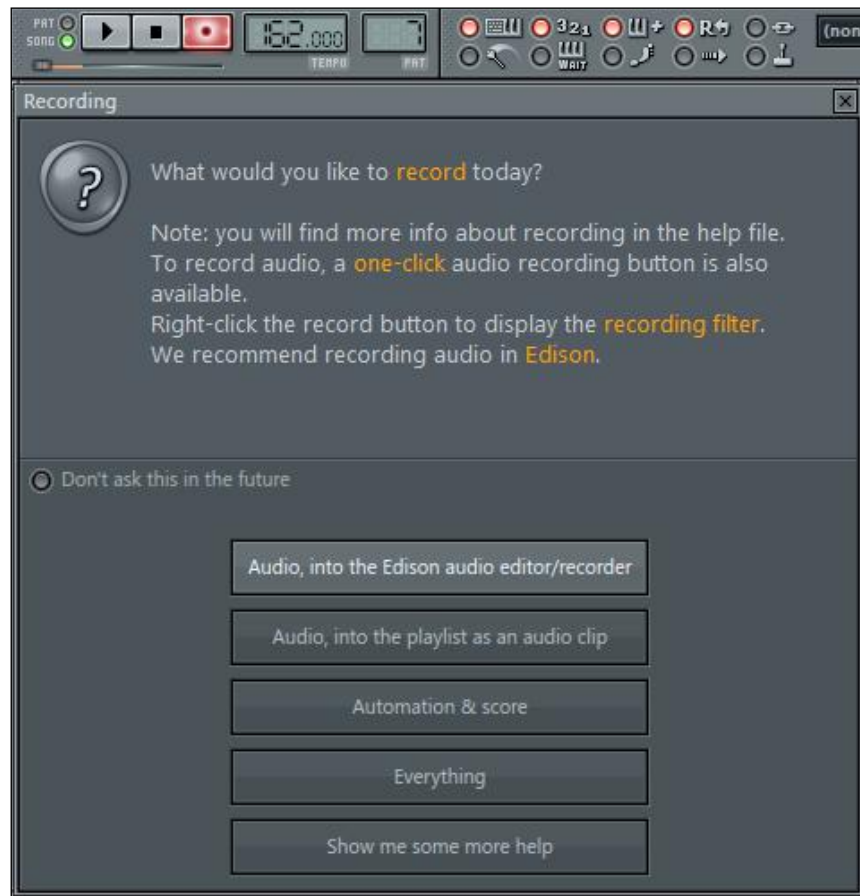 PAT
SONG
162.000
TEMPO
7
PAT
321
R
WAIT
(non
Recording
?
What would you like to record today?
Note: you will find more info about recording in the help file.
To record audio, a one-click audio recording button is also
available.
Right-click the record button to display the recording filter.
We recommend recording audio in Edison.
Don't ask this in the future
Audio, into the Edison audio editor/recorder
Audio, into the playlist as an audio clip
Automation & score
Everything
Show me some more help